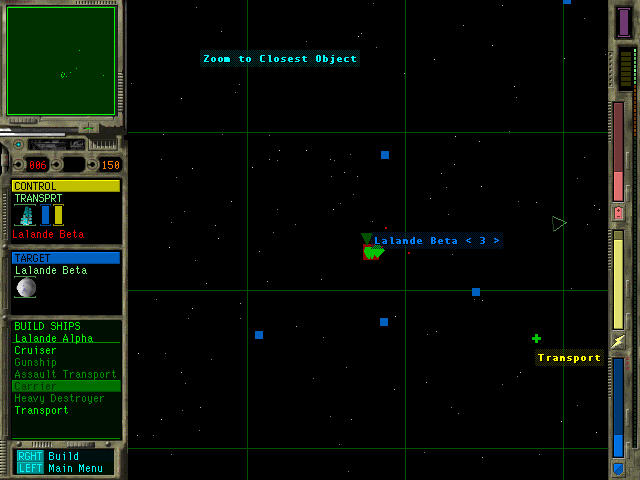 Zoom to Closest Object
006
150
CONTROL
TRANSPRT
Lalande Beta
Lalande Beta < 3 >
TARGET
Lalande Beta
BUILD SHIPS
Lalande Alpha
Cruiser
Gunship
Assault Transport
Carrier
Heavy Destroyer
Transport
Transport
RGHT Build
LEFT Main Menu